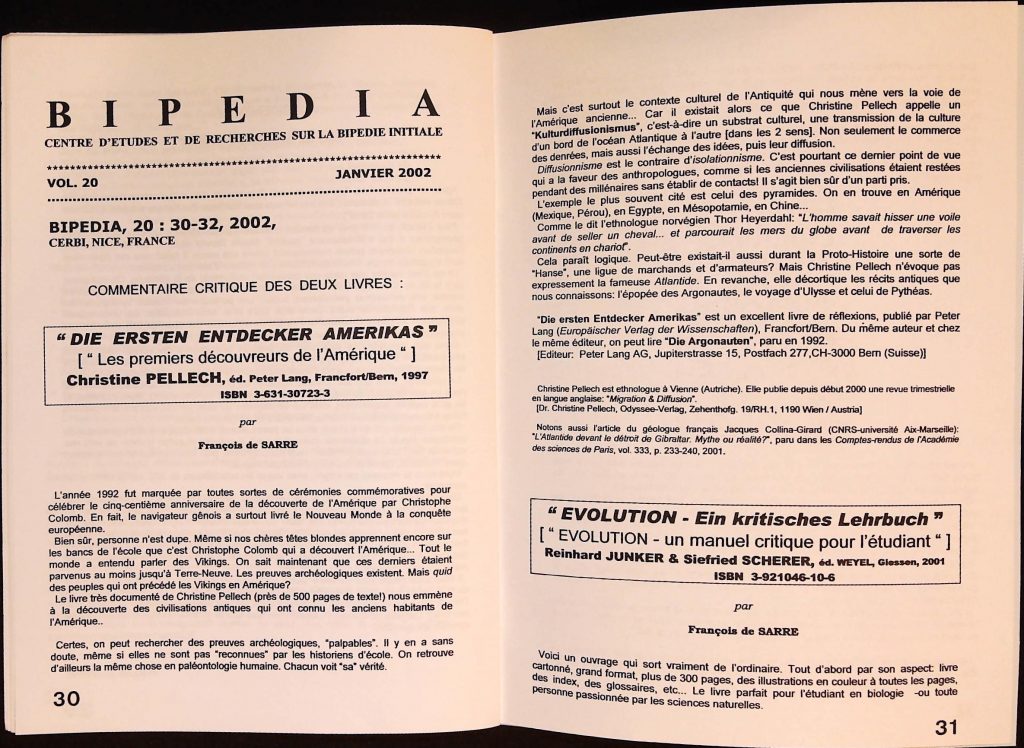 BIPEDIA
CENTRE D'ETUDES ET DE RECHERCHES SUR LA BIPEDIE INITIALE
VOL. 20 JANVIER 2002
BIPEDIA, 20 : 30-32, 2002,
CERBI, NICE, FRANCE
COMMENTAIRE CRITIQUE DES DEUX LIVRES :
“ DIE ERSTEN ENTDECKER AMERIKAS ”
[ “ Les premiers découvreurs de l'Amérique “ ]
Christine PELLECH, éd. Peter Lang, Francfort/Bern, 1997
ISBN 3-631-30723-3
par
François de SARRE
L'année 1992 fut marquée par toutes sortes de cérémonies commémoratives pour
célébrer le cinq-centième anniversaire de la découverte de l'Amérique par Christophe
Colomb. En fait, le navigateur gênois a surtout livré le Nouveau Monde à la conquête
européenne.
Bien sûr, personne n'est dupe. Même si nos chères têtes blondes apprennent encore sur
les bancs de l'école que c'est Christophe Colomb qui a découvert l'Amérique... Tout le
monde a entendu parler des Vikings. On sait maintenant que ces derniers étaient
parvenus au moins jusqu'à Terre-Neuve. Les preuves archéologiques existent. Mais quid
des peuples qui ont précédé les Vikings en Amérique?
Le livre très documenté de Christine Pellech (près de 500 pages de texte!) nous emmène
à la découverte des civilisations antiques qui ont connu les anciens habitants de
l'Amérique..
Certes, on peut rechercher des preuves archéologiques, "palpables". Il y en a sans
doute, même si elles ne sont pas "reconnues" par les historiens d'école. On retrouve
d'ailleurs la même chose en paléontologie humaine. Chacun voit "sa" vérité.
30
Mais c'est surtout le contexte culturel de l'Antiquité qui nous mène vers la voie de
l'Amérique ancienne... Car il existait alors ce que Christine Pellech appelle un
"Kulturdiffusionismus", c'est-à-dire un substrat culturel, une transmission de la culture
d'un bord de l'océan Atlantique à l'autre [dans les 2 sens]. Non seulement le commerce
des denrées, mais aussi l'échange des idées, puis leur diffusion.
Diffusionnisme est le contraire d'isolationnisme. C'est pourtant ce dernier point de vue
qui a la faveur des anthropologues, comme si les anciennes civilisations étaient restées
pendant des millénaires sans établir de contacts! Il s'agit bien sûr d'un parti pris.
L'exemple le plus souvent cité est celui des pyramides. On en trouve en Amérique
(Mexique, Pérou), en Egypte, en Mésopotamie, en Chine...
Comme le dit l'ethnologue norvégien Thor Heyerdahl: "L'homme savait hisser une voile
avant de seller un cheval... et parcourait les mers du globe avant de traverser les
continents en chariot".
Cela paraît logique. Peut-être existait-il aussi durant la Proto-Histoire une sorte de
"Hanse", une ligue de marchands et d'armateurs? Mais Christine Pellech n'évoque pas
expressement la fameuse Atlantide. En revanche, elle décortique les récits antiques que
nous connaissons: l'épopée des Argonautes, le voyage d'Ulysse et celui de Pythéas.
"Die ersten Entdecker Amerikas" est un excellent livre de réflexions, publié par Peter
Lang (Europäischer Verlag der Wissenschaften), Francfort/Bern. Du même auteur et chez
le même éditeur, on peut lire "Die Argonauten", paru en 1992.
[Editeur: Peter Lang AG, Jupiterstrasse 15, Postfach 277,CH-3000 Bern (Suisse)]
Christine Pellech est ethnologue à Vienne (Autriche). Elle publie depuis début 2000 une revue trimestrielle
en langue anglaise: "Migration & Diffusion".
[Dr. Christine Pellech, Odyssee-Verlag, Zehenthofg. 19/RH.1, 1190 Wien / Austria]
Notons aussi l'article du géologue français Jacques Collina-Girard (CNRS-université Aix-Marseille):
"L'Atlantide devant le détroit de Gibraltar. Mythe ou réalité?", paru dans les Comptes-rendus de l'Académie
des sciences de Paris, vol. 333, p. 233-240, 2001.
“ EVOLUTION - Ein kritisches Lehrbuch ”
[ “ EVOLUTION - un manuel critique pour l'étudiant “ ]
Reinhard JUNKER & Siefried SCHERER, éd. WEYEL, Giessen, 2001
ISBN 3-921046-10-6
par
François de SARRE
Voici un ouvrage qui sort vraiment de l'ordinaire. Tout d'abord par son aspect: livre
cartonné, grand format, plus de 300 pages, des illustrations en couleur à toutes les pages,
des index, des glossaires, etc... Le livre parfait pour l'étudiant en biologie -ou toute
personne passionnée par les sciences naturelles.
31